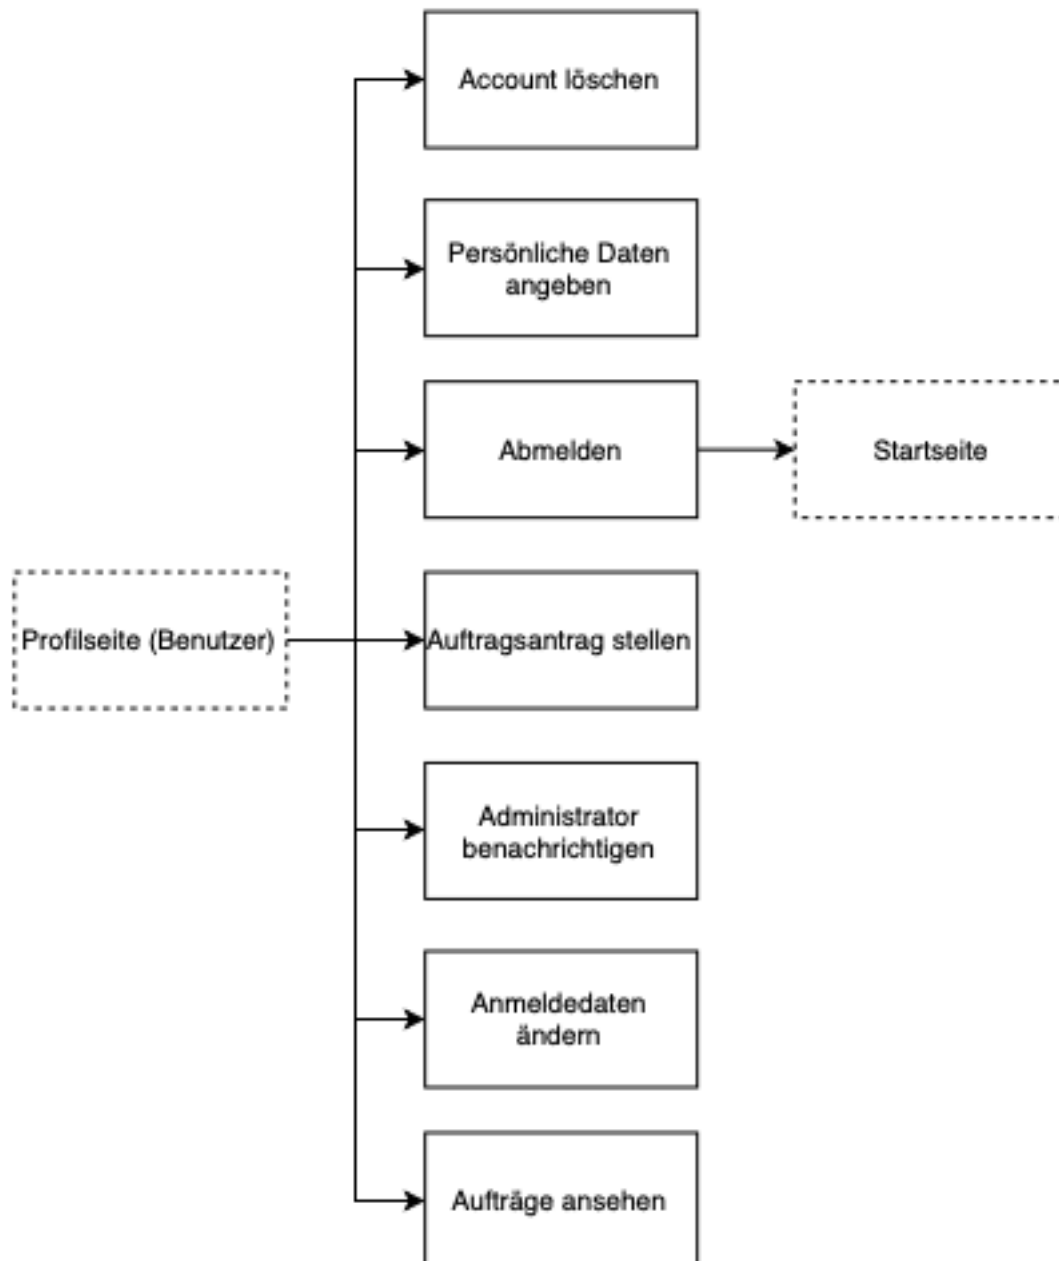 Account löschen
Persönliche Daten
angeben
Abmelden
Startseite
Profilseite (Benutzer)
Auftragsantrag stellen
Administrator
benachrichtigen
Anmeldedaten
ändern
Aufträge ansehen